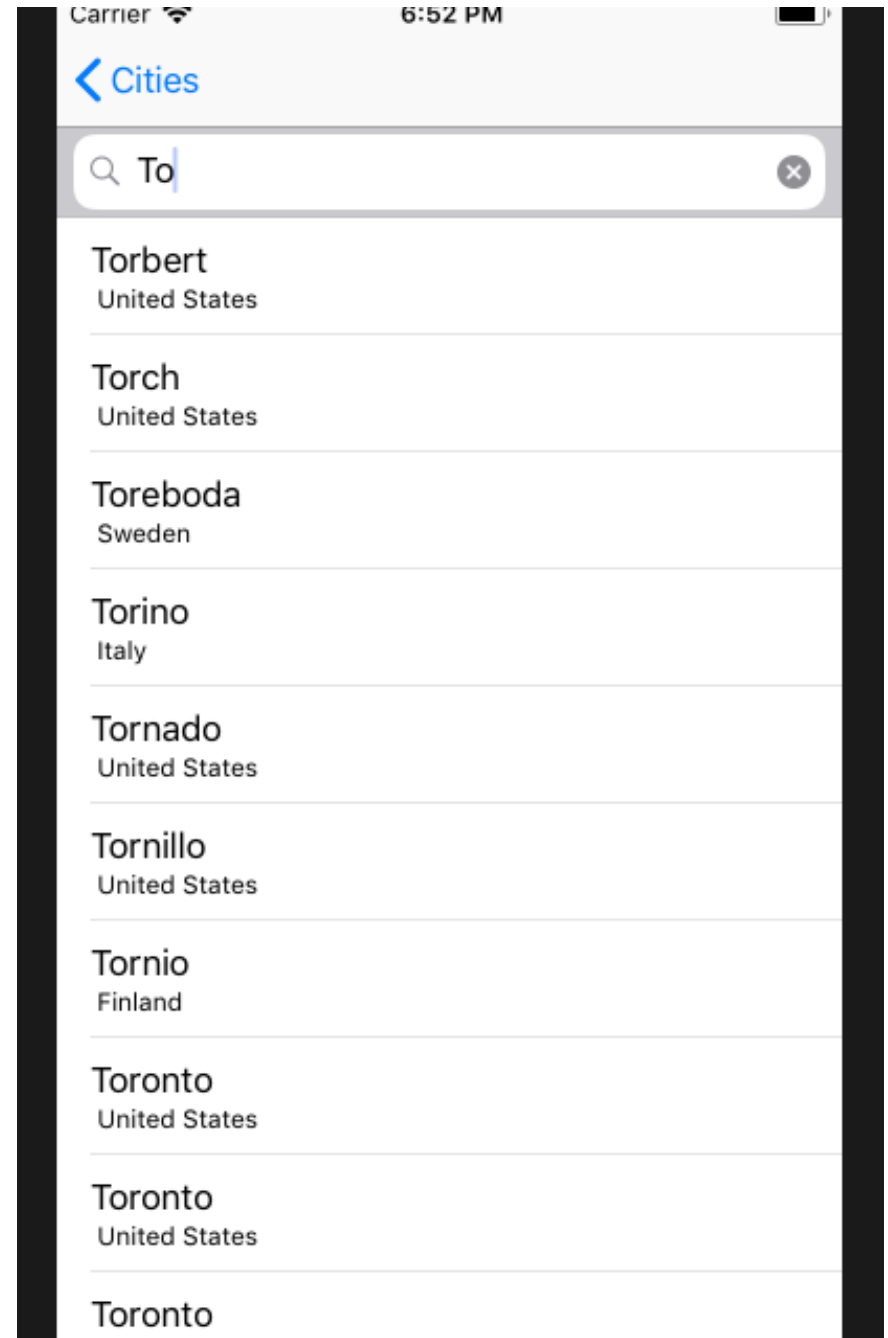 Carrier 6:52 PM
Cities
To
Torbert
United States
Torch
United States
Toreboda
Sweden
Torino
Italy
Tornado
United States
Tornillo
United States
Tornio
Finland
Toronto
United States
Toronto
United States
Toronto